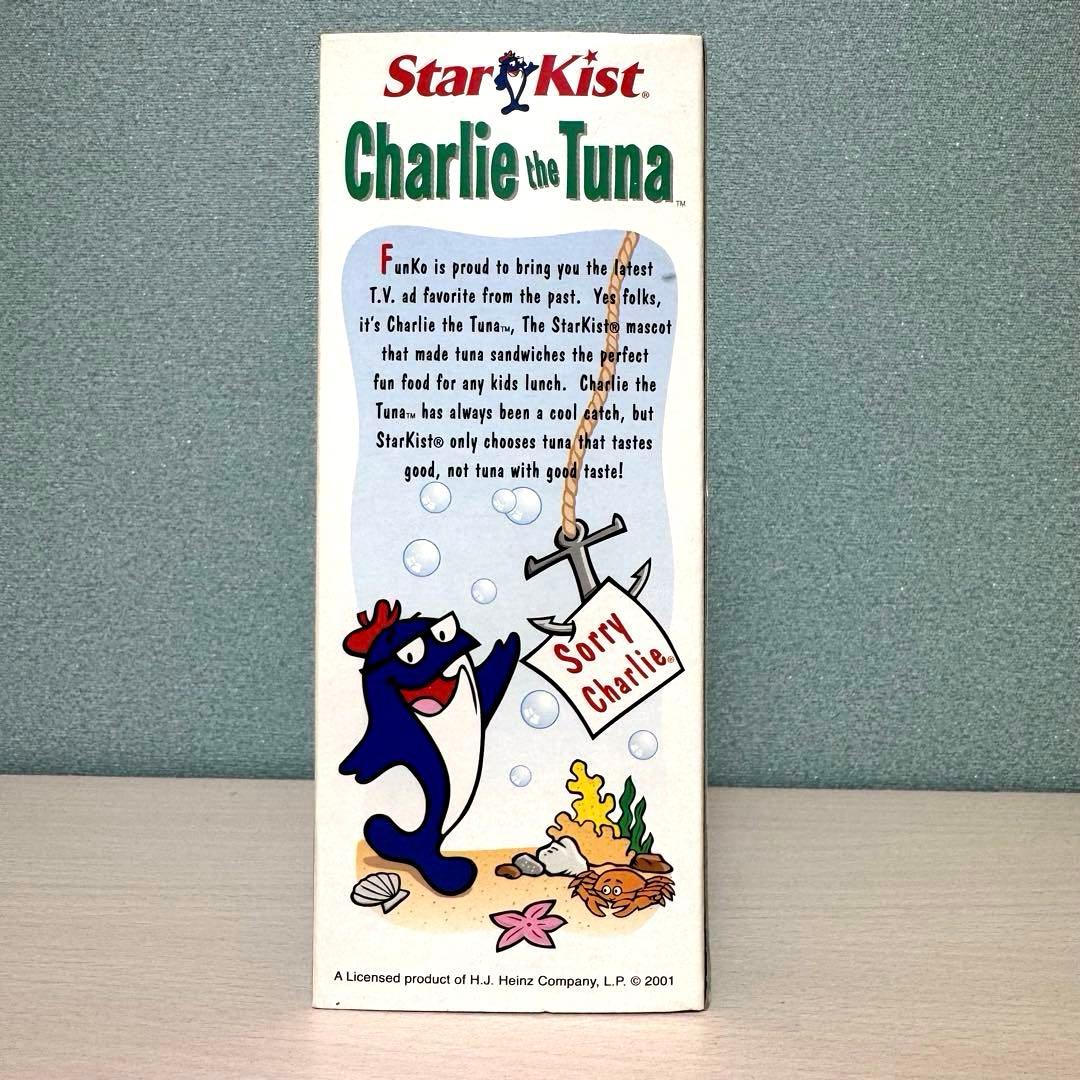 Star Kist®
Charlie the Tuna™
FunKo is proud to bring you the latest
T.V. ad favorite from the past. Yes folks,
it's Charlie the Tuna™, The StarKist® mascot
that made tuna sandwiches the perfect
fun food for any kids lunch. Charlie the
Tuna™ has always been a cool catch, but
StarKist® only chooses tuna that tastes
good, not tuna with good taste!
Sorry
Charlie®
A Licensed product of H.J. Heinz Company, L.P. © 2001